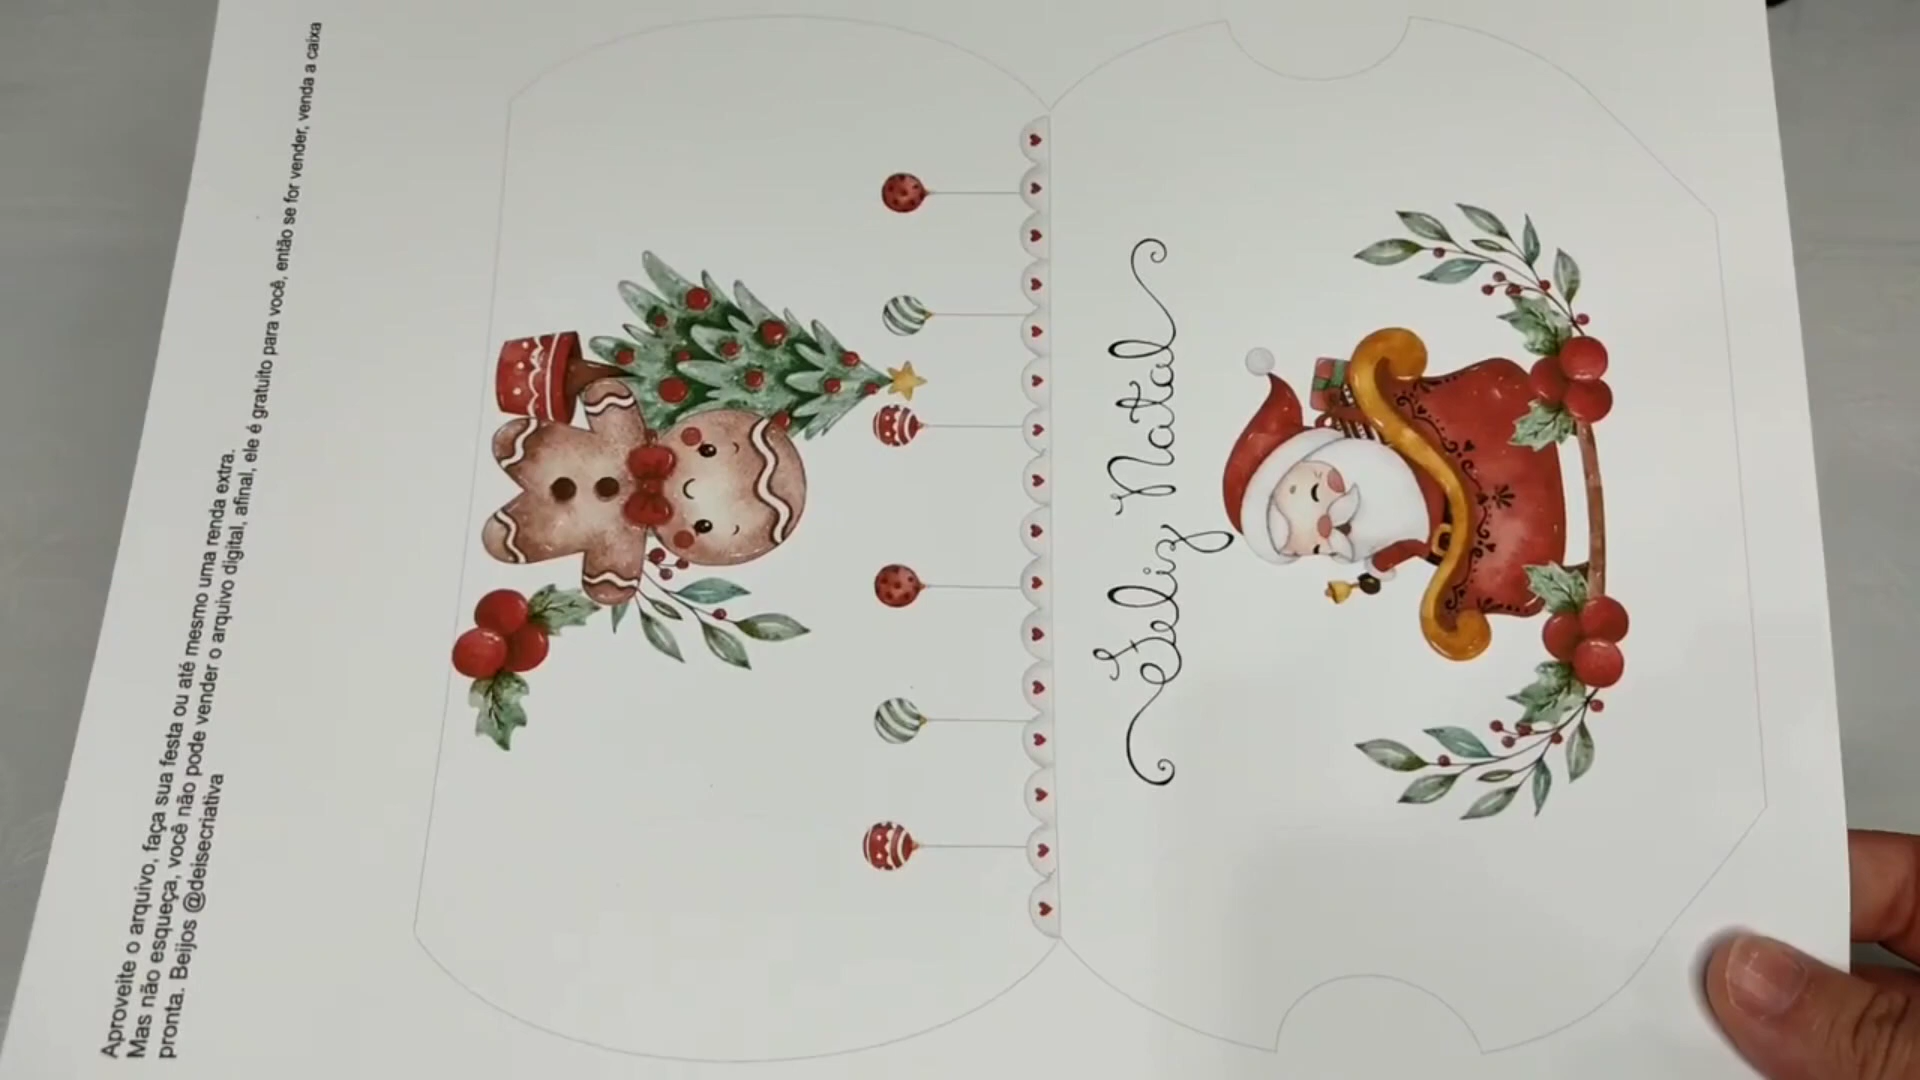 Aproveite o arquivo, faça sua festa ou até mesmo uma renda extra.
Mas não esqueça, você não pode vender o arquivo digital, afinal, ele é gratuito para você, então se for vender, venda a caixa
pronta. Beijos @deisecriativa
Feliz Natal